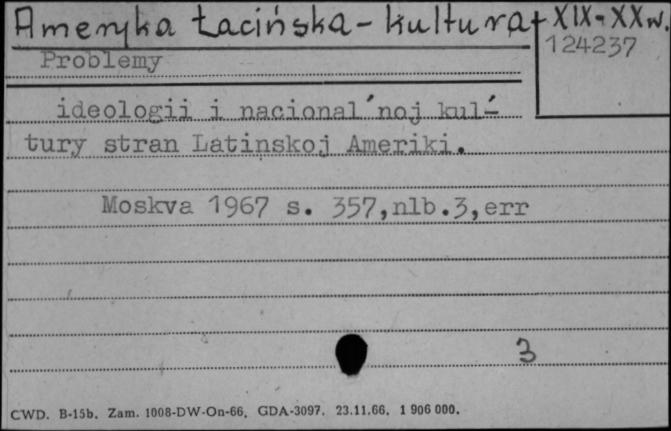 Ameryka Łacińska - kultura + XIX - XX w.
124237
Problemy
ideologii i nacional'noj kul'-
tury stran Latinskoj Ameriki.
Moskva 1967 s. 357,nlb.3,err
3
CWD. B-15b. Zam. 1008-DW-On-66, GDA-3097. 23.11.66. 1 906 000.